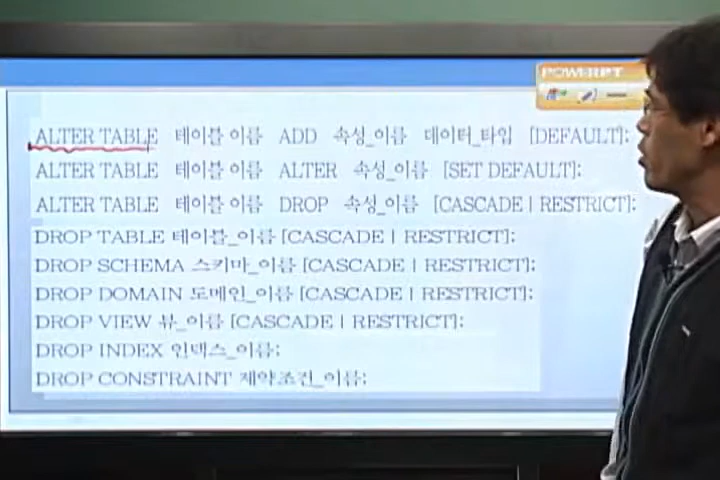 POWERPT
ALTER TABLE 테이블 이름 ADD 속성_이름 데이터_타입 [DEFAULT];
ALTER TABLE 테이블 이름 ALTER 속성_이름 [SET DEFAULT];
ALTER TABLE 테이블 이름 DROP 속성_이름 [CASCADE | RESTRICT];
DROP TABLE 테이블_이름 [CASCADE | RESTRICT];
DROP SCHEMA 스키마_이름 [CASCADE | RESTRICT];
DROP DOMAIN 도메인_이름 [CASCADE | RESTRICT];
DROP VIEW 뷰_이름 [CASCADE | RESTRICT];
DROP INDEX 인덱스_이름;
DROP CONSTRAINT 제약조건_이름;